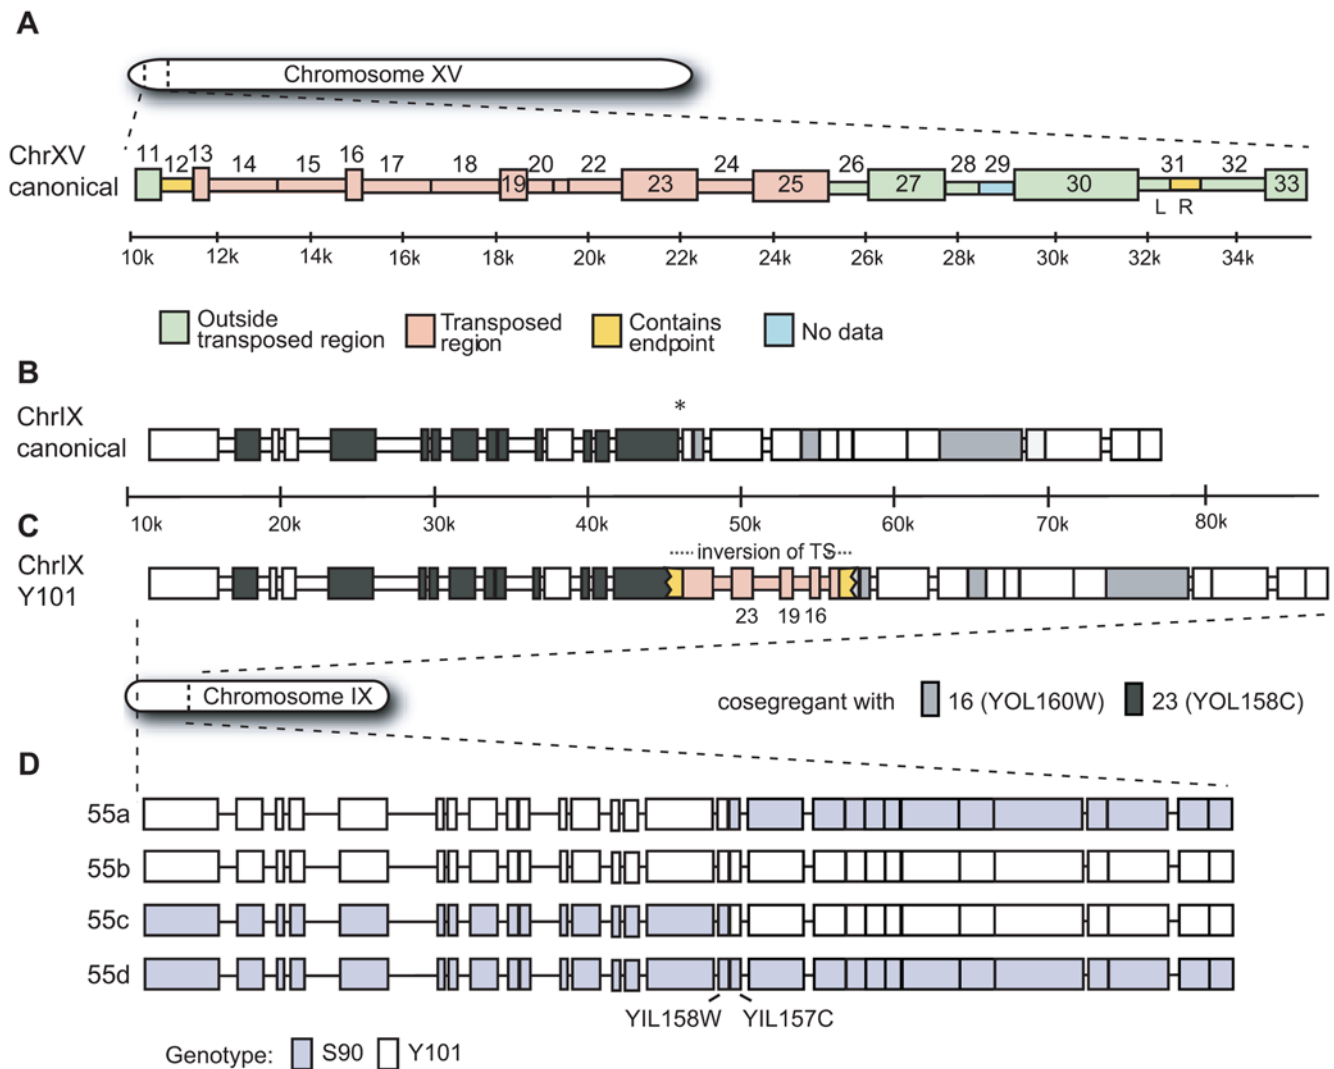 A
Chromosome XV
ChrXV
canonical
11 12 13 14 15 16 17 18 19 20 22 23 24 25 26 27 28 29 30 31 32 33
L R
10k 12k 14k 16k 18k 20k 22k 24k 26k 28k 30k 32k 34k
Outside
transposed region
Transposed
region
Contains
endpoint
No data
B
ChrIX
canonical
*
10k 20k 30k 40k 50k 60k 70k 80k
C
ChrIX
Y101
inversion of TS
23 19 16
Chromosome IX
cosegregant with 16 (YOL160W) 23 (YOL158C)
D
55a
55b
55c
55d
YIL158W YIL157C
Genotype: S90 Y101